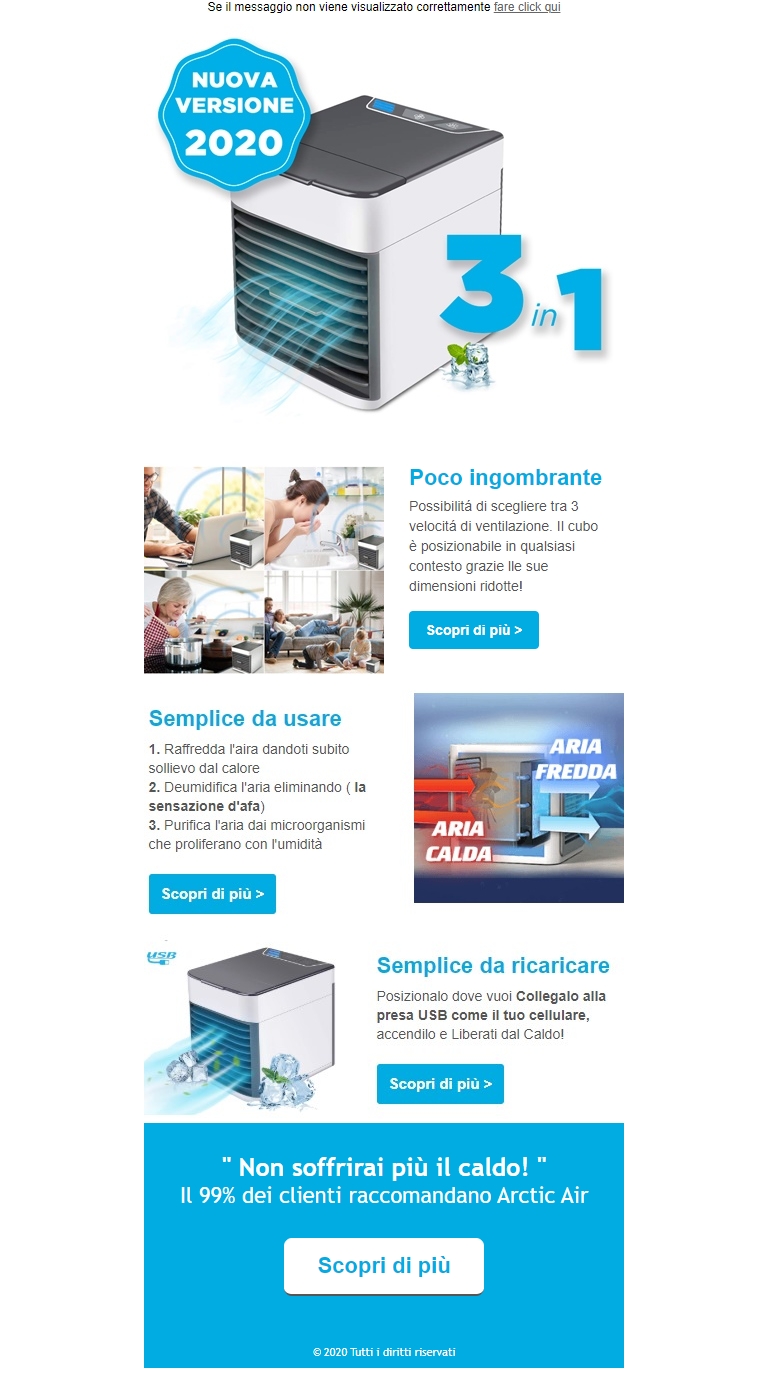 Se il messaggio non viene visualizzato correttamente fare click qui
NUOVA
VERSIONE
2020
3 in 1
Poco ingombrante
Possibilitá di scegliere tra 3
velocitá di ventilazione. Il cubo
è posizionabile in qualsiasi
contesto grazie lle sue
dimensioni ridotte!
Scopri di più >
Semplice da usare
1. Raffredda l'aira dandoti subito
sollievo dal calore
2. Deumidifica l'aria eliminando ( la
sensazione d'afa)
3. Purifica l'aria dai microorganismi
che proliferano con l'umidità
Scopri di più >
ARIA
FREDDA
ARIA
CALDA
USB
Semplice da ricaricare
Posizionalo dove vuoi Collegalo alla
presa USB come il tuo cellulare,
accendilo e Liberati dal Caldo!
Scopri di più >
" Non soffrirai più il caldo! "
Il 99% dei clienti raccomandano Arctic Air
Scopri di più
© 2020 Tutti i diritti riservati